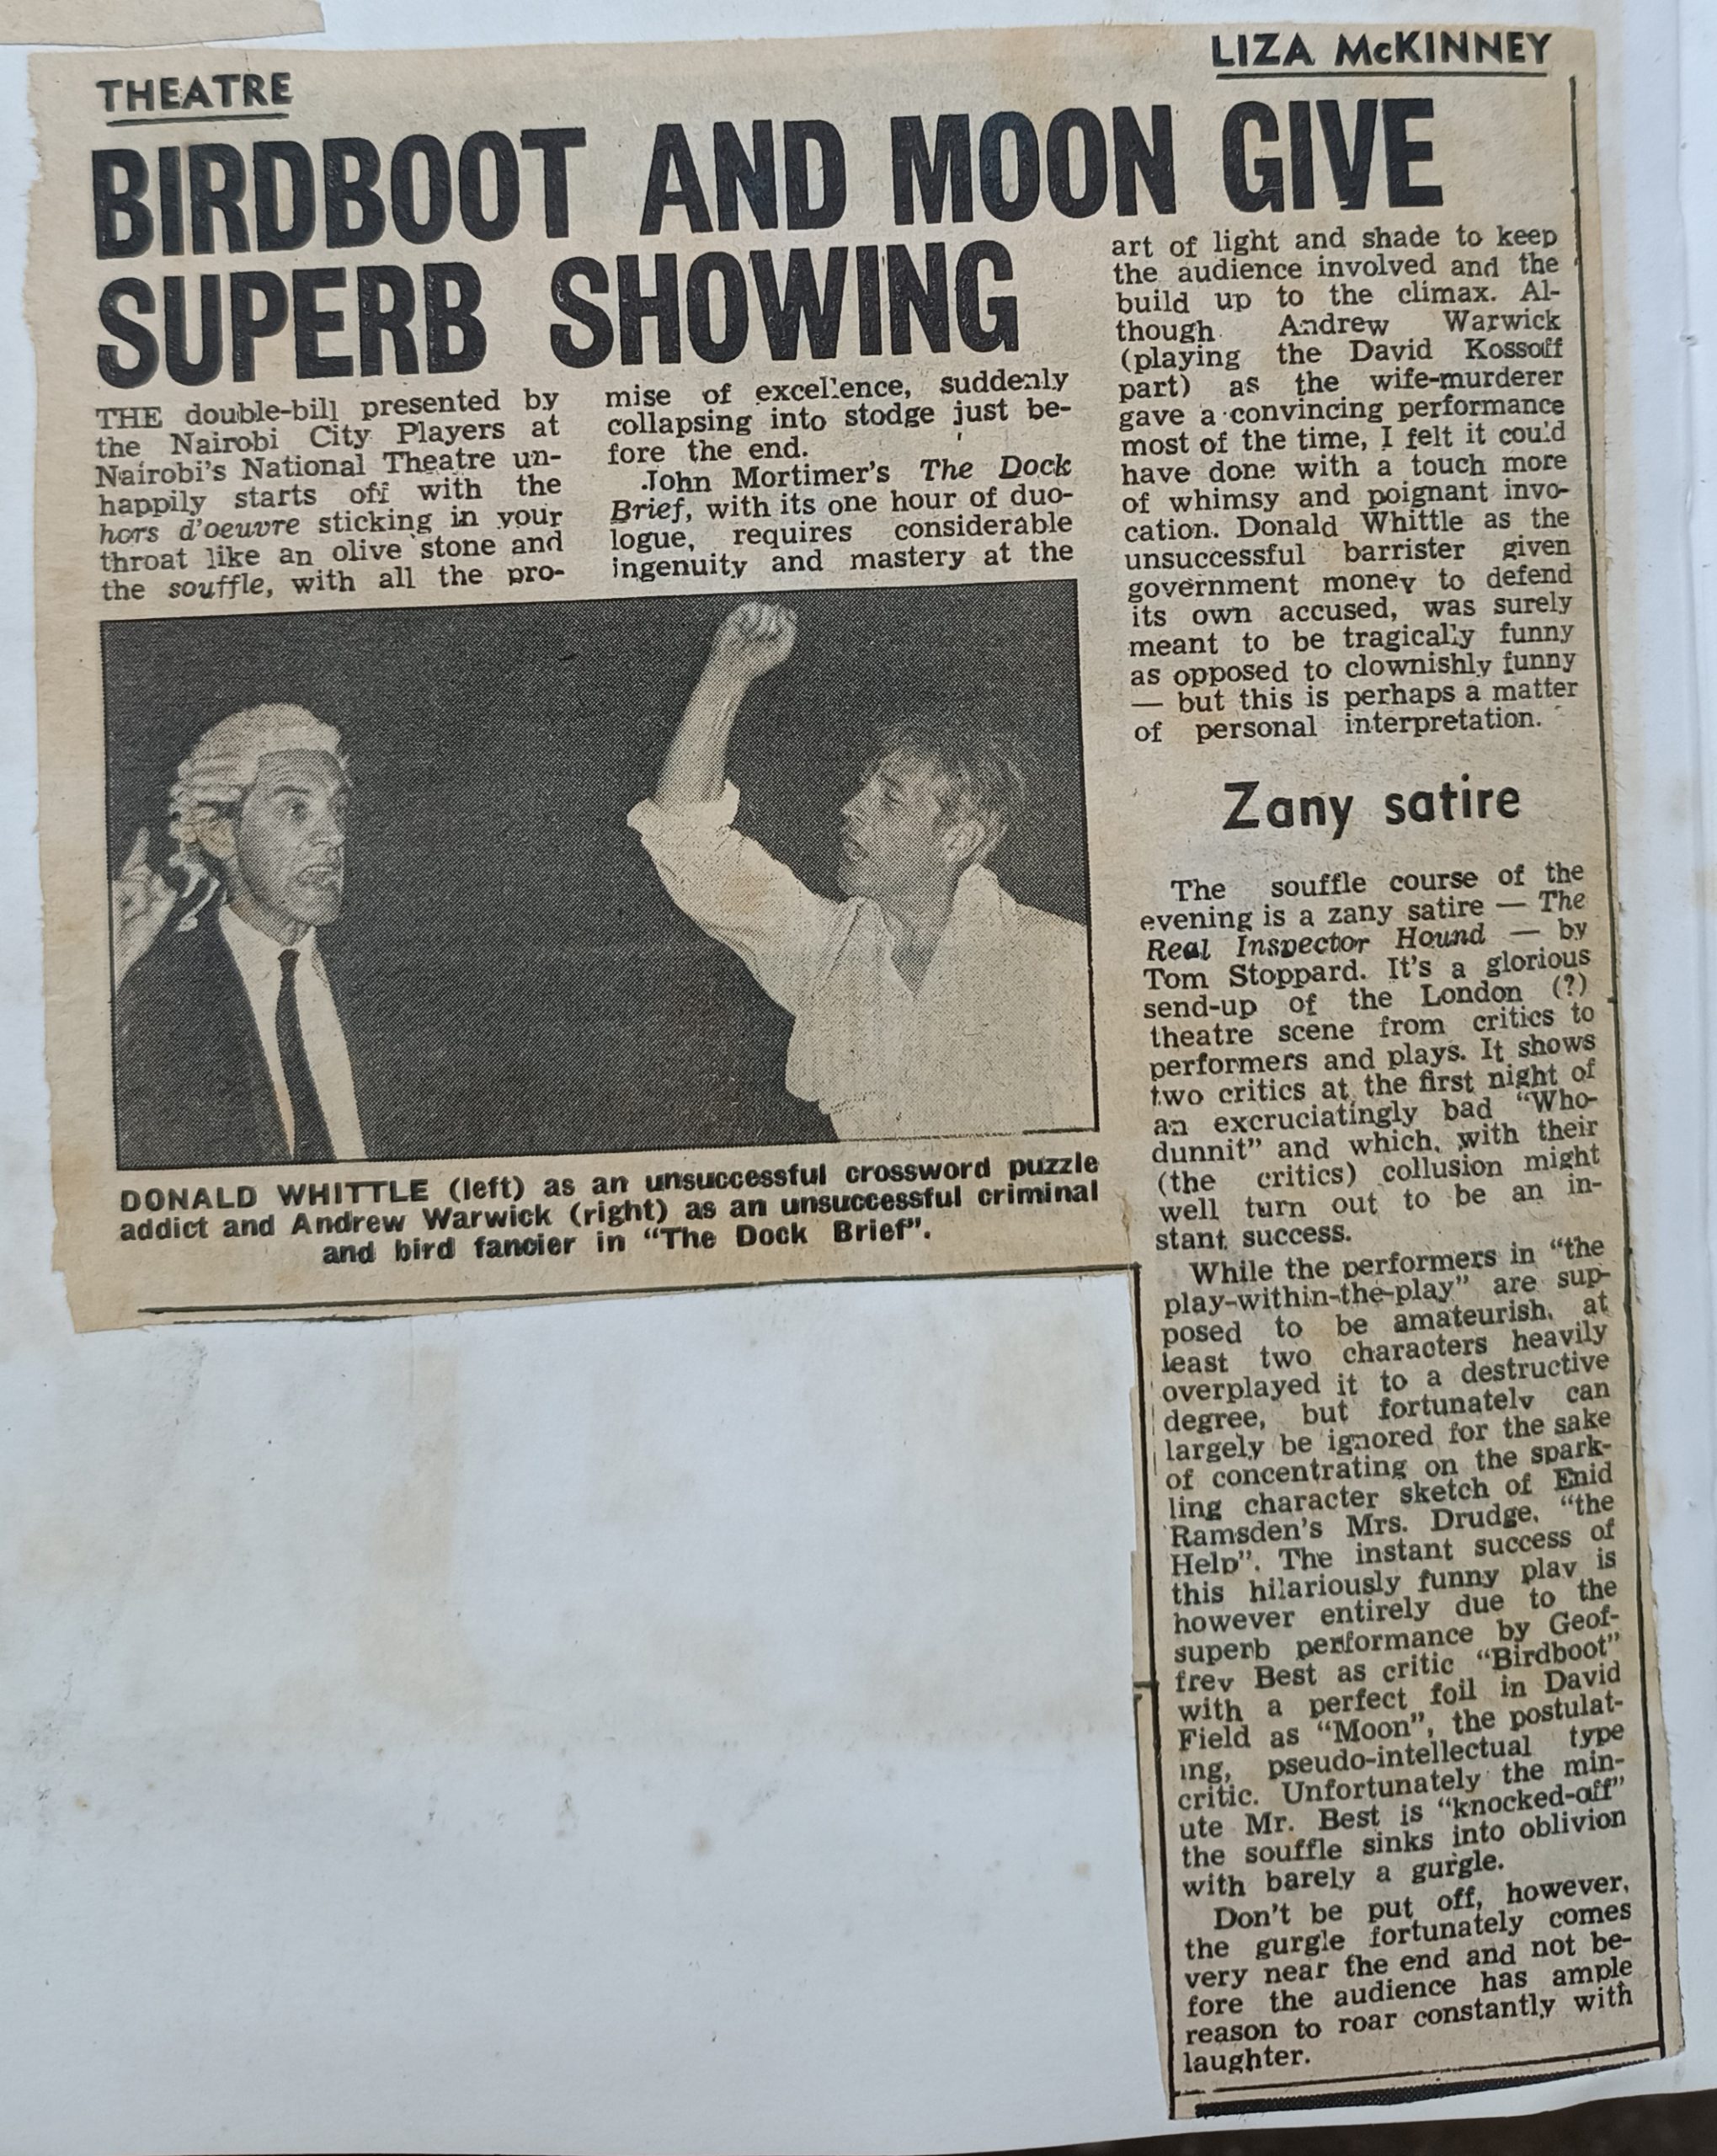 THEATRE
LIZA McKINNEY
BIRDBOOT AND MOON GIVE
SUPERB SHOWING
THE double-bill presented by
the Nairobi City Players at
Nairobi's National Theatre un-
happily starts off with the
hors d'oeuvre sticking in your
throat like an olive stone and
the souffle, with all the pro-
mise of excellence, suddenly
collapsing into stodge just be-
fore the end.
John Mortimer's The Dock
Brief, with its one hour of duo-
logue, requires considerable
ingenuity and mastery at the
art of light and shade to keep
the audience involved and the
build up to the climax. Al-
though Andrew Warwick
(playing the David Kossoff
part) as the wife-murderer
gave a convincing performance
most of the time, I felt it could
have done with a touch more
of whimsy and poignant invo-
cation. Donald Whittle as the
unsuccessful barrister given
government money to defend
its own accused, was surely
meant to be tragically funny
as opposed to clownishly funny
— but this is perhaps a matter
of personal interpretation.
DONALD WHITTLE (left) as an unsuccessful crossword puzzle
addict and Andrew Warwick (right) as an unsuccessful criminal
and bird fancier in "The Dock Brief".
Zany satire
The souffle course of the
evening is a zany satire — The
Real Inspector Hound — by
Tom Stoppard. It's a glorious
send-up of the London (?)
theatre scene from critics to
performers and plays. It shows
two critics at the first night of
an excruciatingly bad "Who-
dunnit" and which, with their
(the critics) collusion might
well turn out to be an in-
stant success.
While the performers in "the
play-within-the-play" are sup-
posed to be amateurish, at
least two characters heavily
overplayed it to a destructive
degree, but fortunately can
largely be ignored for the sake
of concentrating on the spark-
ling character sketch of Enid
Ramsden's Mrs. Drudge, "the
Help". The instant success of
this hilariously funny play is
however entirely due to the
superb performance by Geof-
frey Best as critic "Birdboot"
with a perfect foil in David
Field as "Moon", the postulat-
ing, pseudo-intellectual type
critic. Unfortunately the min-
ute Mr. Best is "knocked-off"
the souffle sinks into oblivion
with barely a gurgle.
Don't be put off, however,
the gurgle fortunately comes
very near the end and not be-
fore the audience has ample
reason to roar constantly with
laughter.